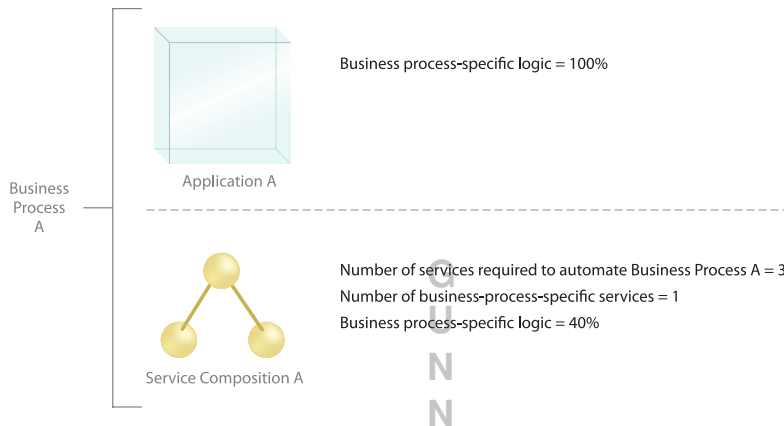 Business process-specific logic = 100%
Application A
Business
Process
A
Number of services required to automate Business Process A = 3
Number of business-process-specific services = 1
Business process-specific logic = 40%
Service Composition A
G
U
N
N